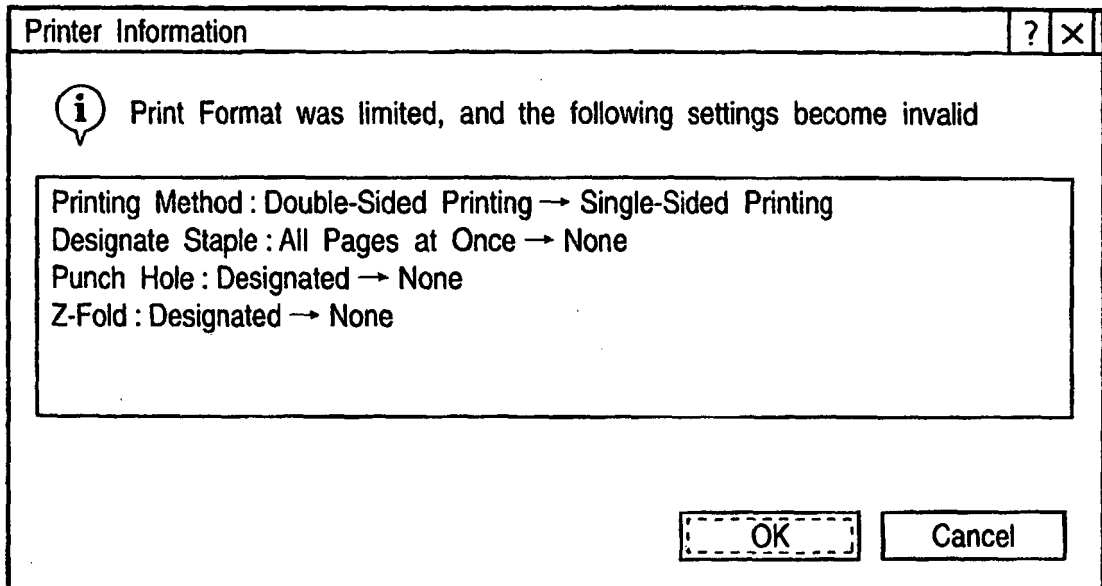 Printer Information ? ×
i Print Format was limited, and the following settings become invalid
Printing Method : Double-Sided Printing → Single-Sided Printing
Designate Staple : All Pages at Once → None
Punch Hole : Designated → None
Z-Fold : Designated → None
OK Cancel